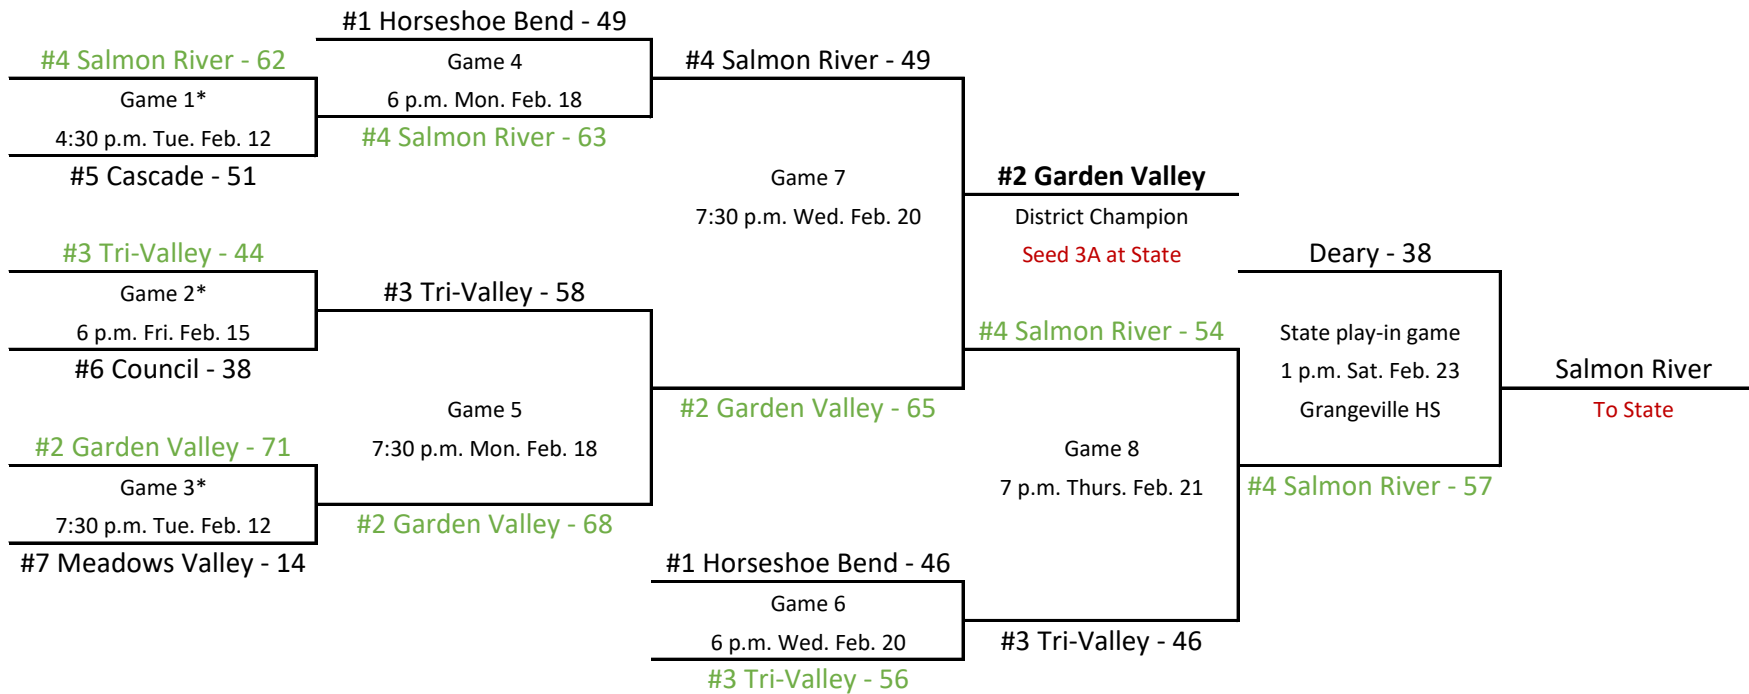 #1 Horseshoe Bend - 49
#4 Salmon River - 62
Game 4
#4 Salmon River - 49
Game 1*
6 p.m. Mon. Feb. 18
4:30 p.m. Tue. Feb. 12
#4 Salmon River - 63
#5 Cascade - 51
Game 7
#2 Garden Valley
7:30 p.m. Wed. Feb. 20
District Champion
#3 Tri-Valley - 44
Seed 3A at State
Deary - 38
Game 2*
#3 Tri-Valley - 58
6 p.m. Fri. Feb. 15
#4 Salmon River - 54
State play-in game
#6 Council - 38
1 p.m. Sat. Feb. 23
Salmon River
Game 5
#2 Garden Valley - 65
Grangeville HS
To State
#2 Garden Valley - 71
7:30 p.m. Mon. Feb. 18
Game 8
Game 3*
7 p.m. Thurs. Feb. 21
#4 Salmon River - 57
7:30 p.m. Tue. Feb. 12
#2 Garden Valley - 68
#7 Meadows Valley - 14
#1 Horseshoe Bend - 46
Game 6
6 p.m. Wed. Feb. 20
#3 Tri-Valley - 46
#3 Tri-Valley - 56